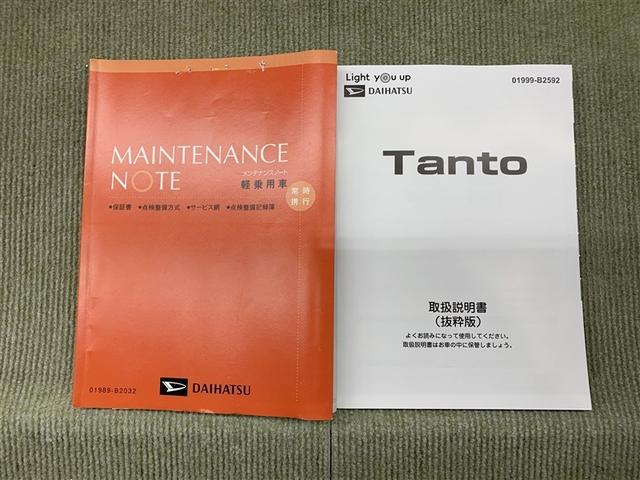 MAINTENANCE
NOTE
メンテナンスノート
軽乗用車
常時
携行
●保証書 ●点検整備方式 ●サービス網 ●点検整備記録簿
01989-B2032
DAIHATSU
Light you up
DAIHATSU
01999-B2592
Tanto
取扱説明書
（抜粋版）
よくお読みになって使用してください。
取扱説明書はお車の中に保管しましょう。